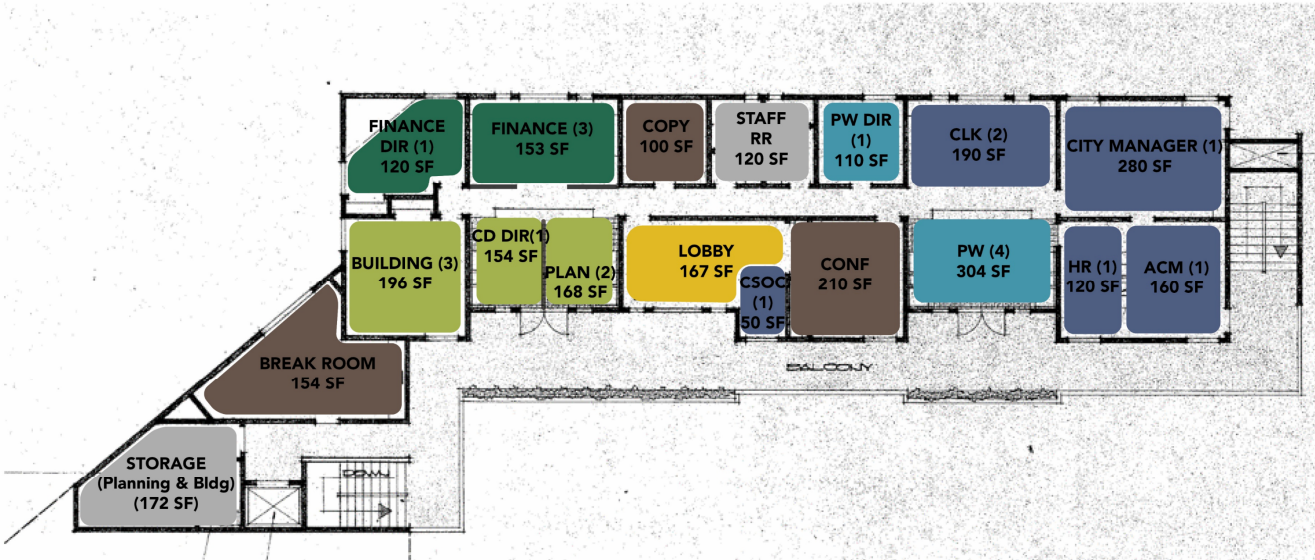 FINANCE
DIR (1)
120 SF
FINANCE (3)
153 SF
COPY
100 SF
STAFF
RR
120 SF
PW DIR
(1)
110 SF
CLK (2)
190 SF
CITY MANAGER (1)
280 SF
BUILDING (3)
196 SF
CD DIR(1)
154 SF
PLAN (2)
168 SF
LOBBY
167 SF
CSOC
(1)
50 SF
CONF
210 SF
PW (4)
304 SF
HR (1)
120 SF
ACM (1)
160 SF
BREAK ROOM
154 SF
BALCONY
STORAGE
(Planning & Bldg)
(172 SF)
DOWN